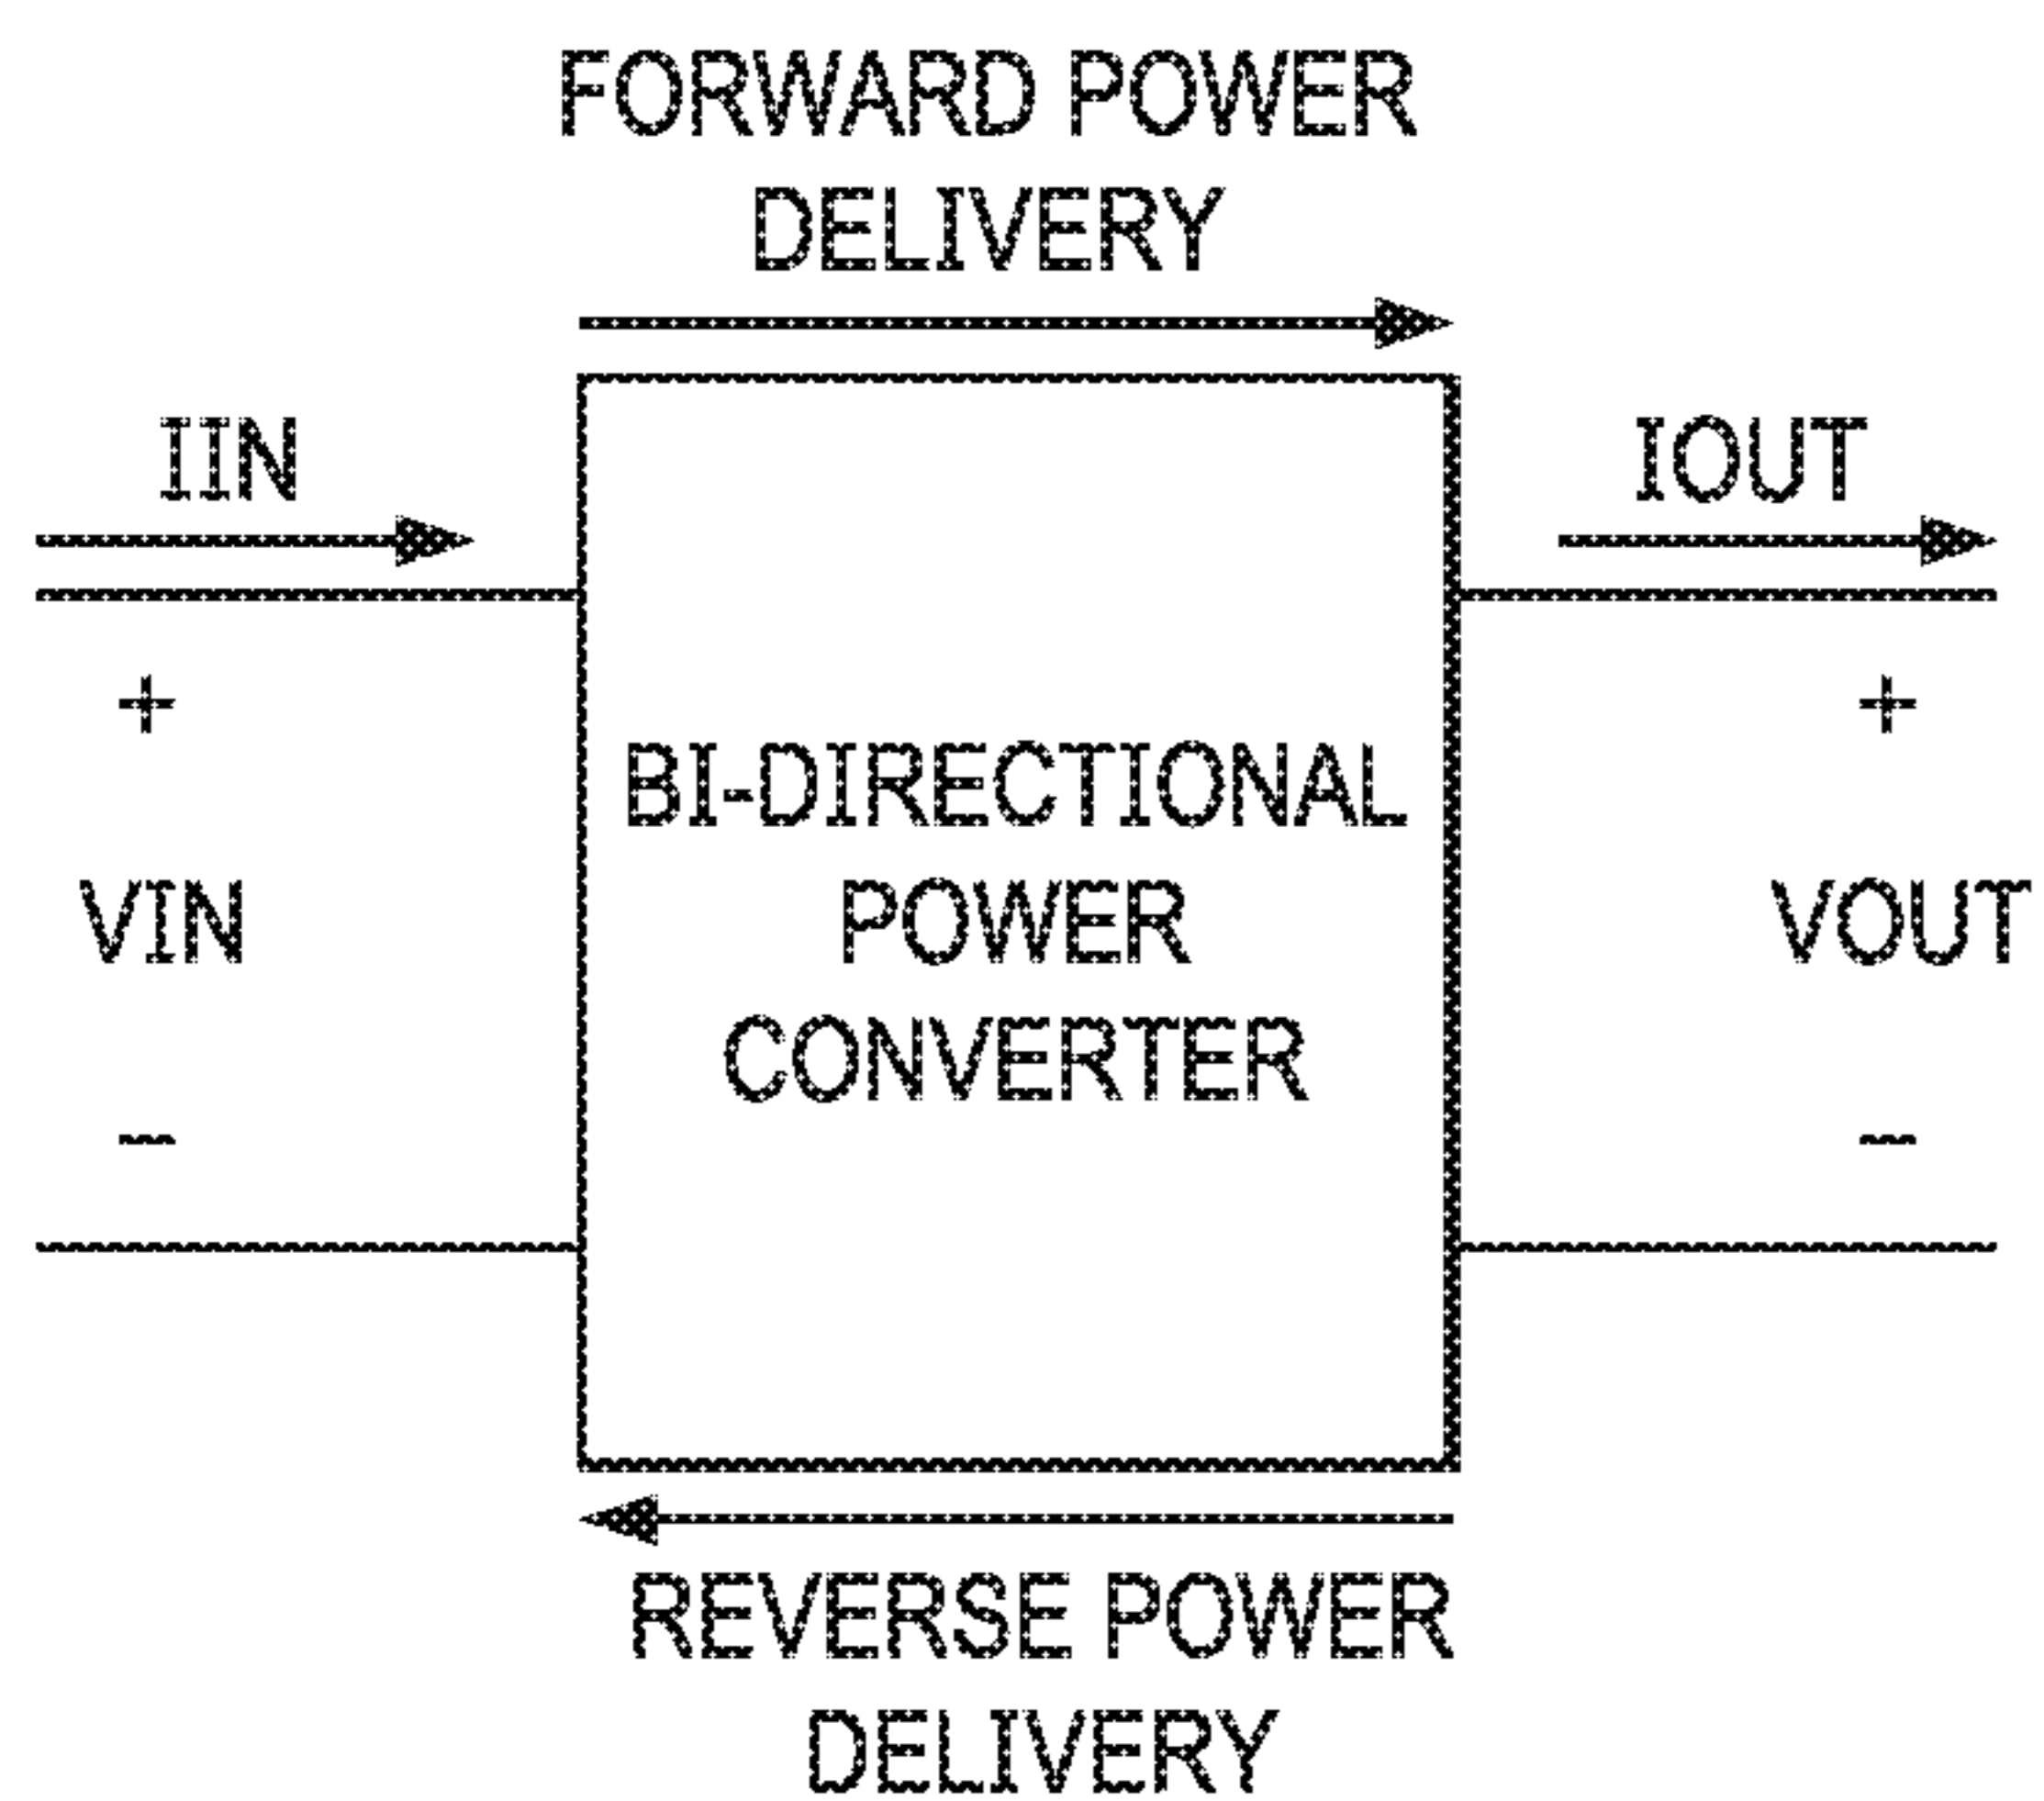 FORWARD POWER
DELIVERY
IIN
IOUT
+
+
BI-DIRECTIONAL
VIN
POWER
VOUT
CONVERTER
–
–
REVERSE POWER
DELIVERY